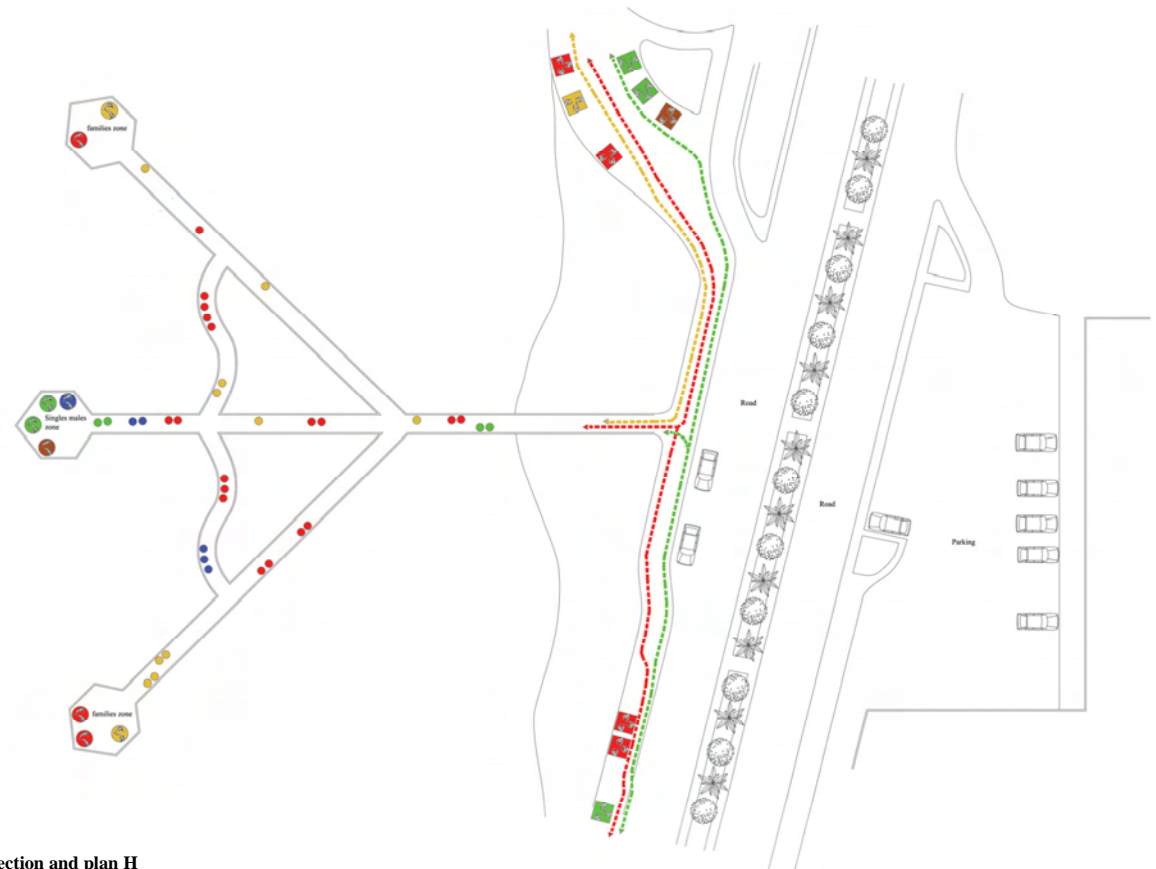 families zone
Singles males
zone
families zone
Road
Road
Parking
ection and plan H